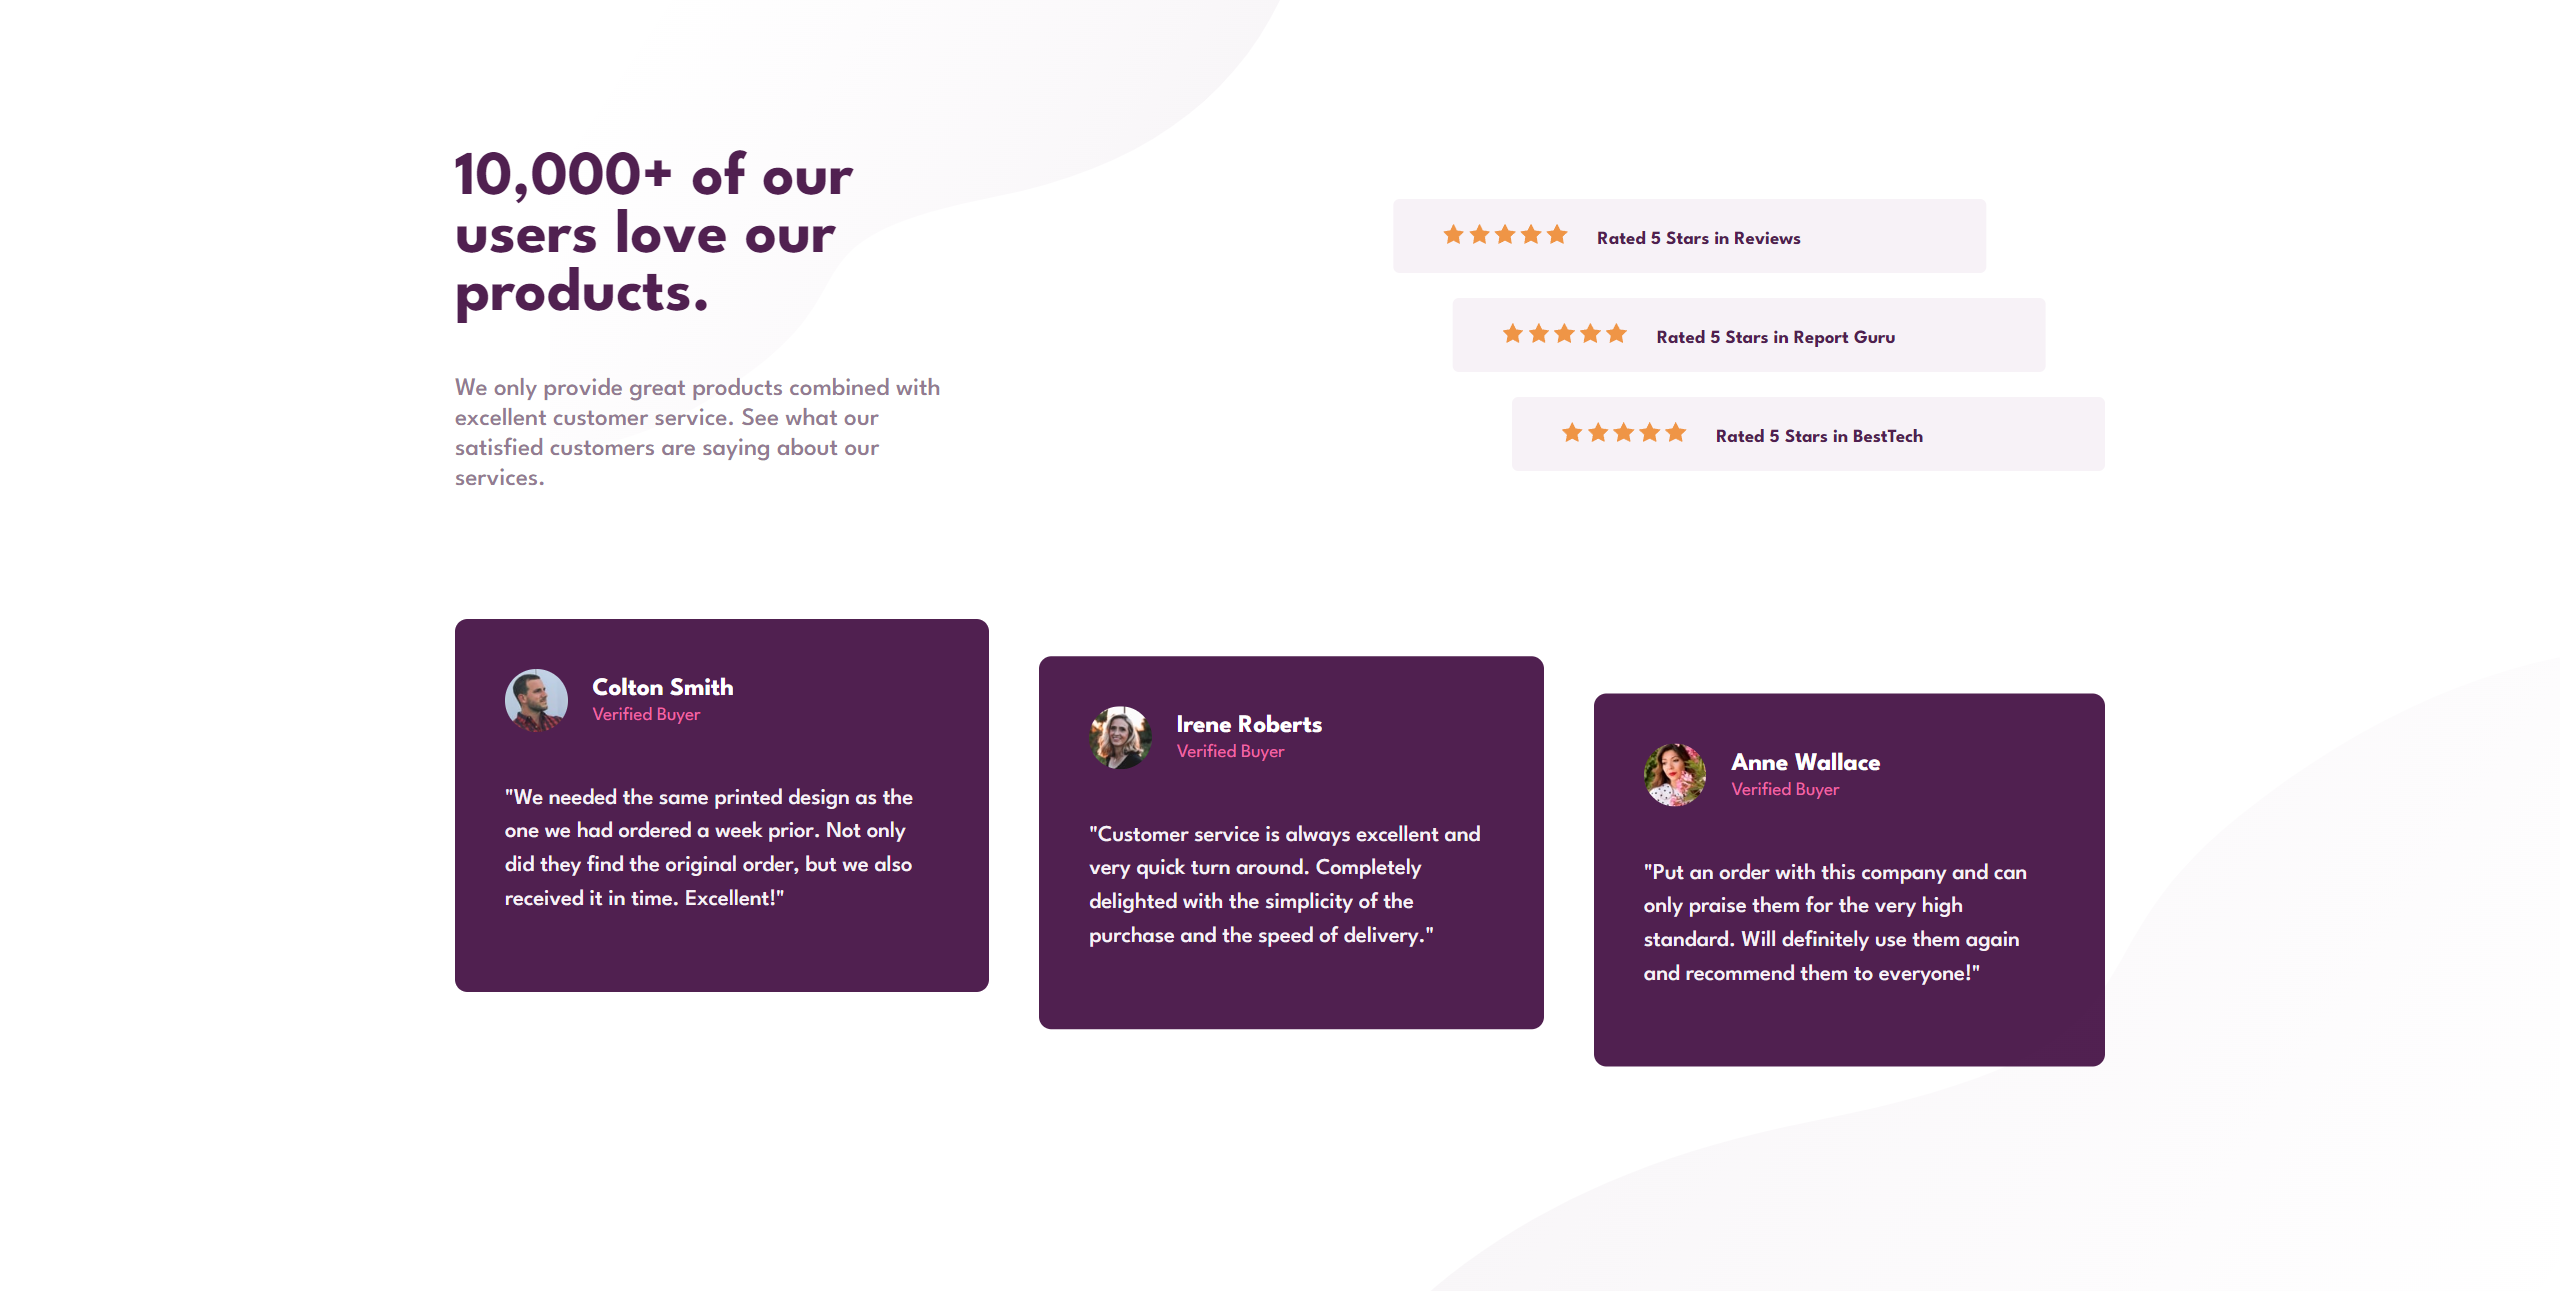 10,000+ of our
users love our
products.
We only provide great products combined with
excellent customer service. See what our
satisfied customers are saying about our
services.
Rated 5 Stars in Reviews
Rated 5 Stars in Report Guru
Rated 5 Stars in BestTech
Colton Smith
Verified Buyer
"We needed the same printed design as the
one we had ordered a week prior. Not only
did they find the original order, but we also
received it in time. Excellent!"
Irene Roberts
Verified Buyer
"Customer service is always excellent and
very quick turn around. Completely
delighted with the simplicity of the
purchase and the speed of delivery."
Anne Wallace
Verified Buyer
"Put an order with this company and can
only praise them for the very high
standard. Will definitely use them again
and recommend them to everyone!"